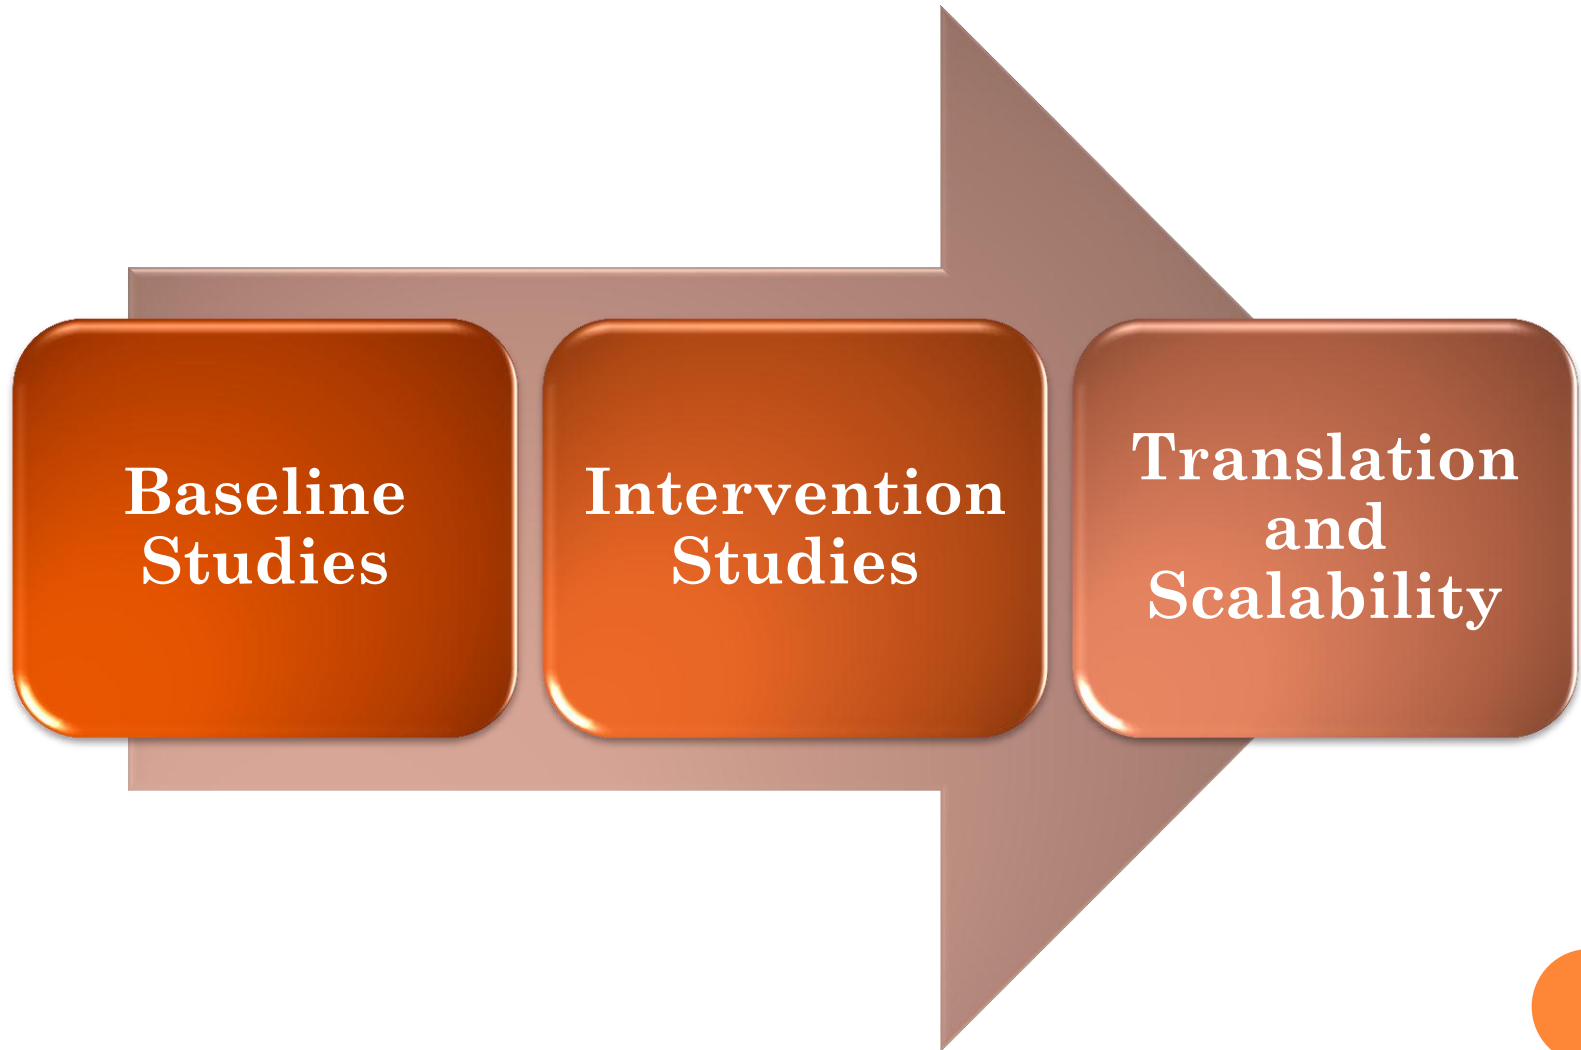 Baseline
Studies
Intervention
Studies
Translation
and
Scalability